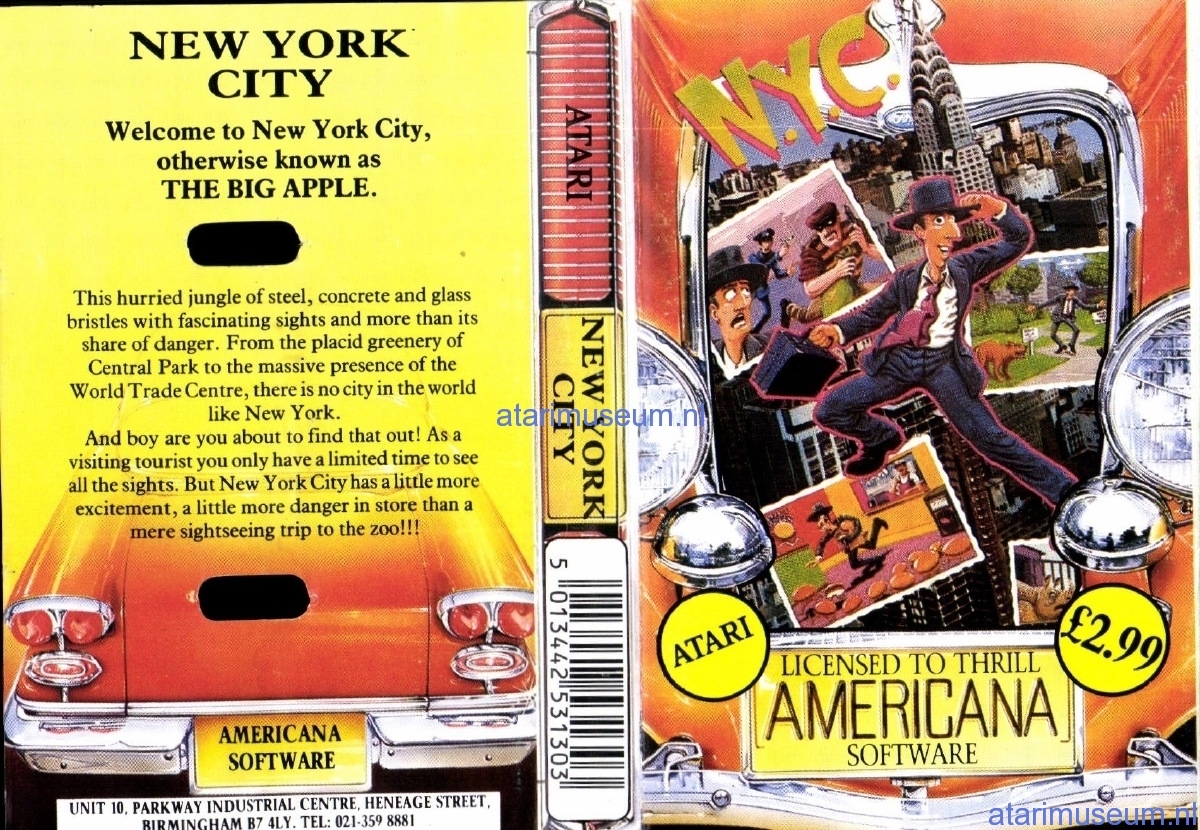 NEW YORK
CITY
Welcome to New York City,
otherwise known as
THE BIG APPLE.
This hurried jungle of steel, concrete and glass
bristles with fascinating sights and more than its
share of danger. From the placid greenery of
Central Park to the massive presence of the
World Trade Centre, there is no city in the world
like New York.
And boy are you about to find that out! As a
visiting tourist you only have a limited time to see
all the sights. But New York City has a little more
excitement, a little more danger in store than a
mere sightseeing trip to the zoo!!!
AMERICANA
SOFTWARE
UNIT 10, PARKWAY INDUSTRIAL CENTRE, HENEAGE STREET,
BIRMINGHAM B7 4LY. TEL: 021-359 8881
ATARI
NEW YORK
CITY
5 013442 531303
N.Y.C.
Ford
ATARI
£2.99
LICENSED TO THRILL
AMERICANA
SOFTWARE
atarimuseum.nl
atarimuseum.nl